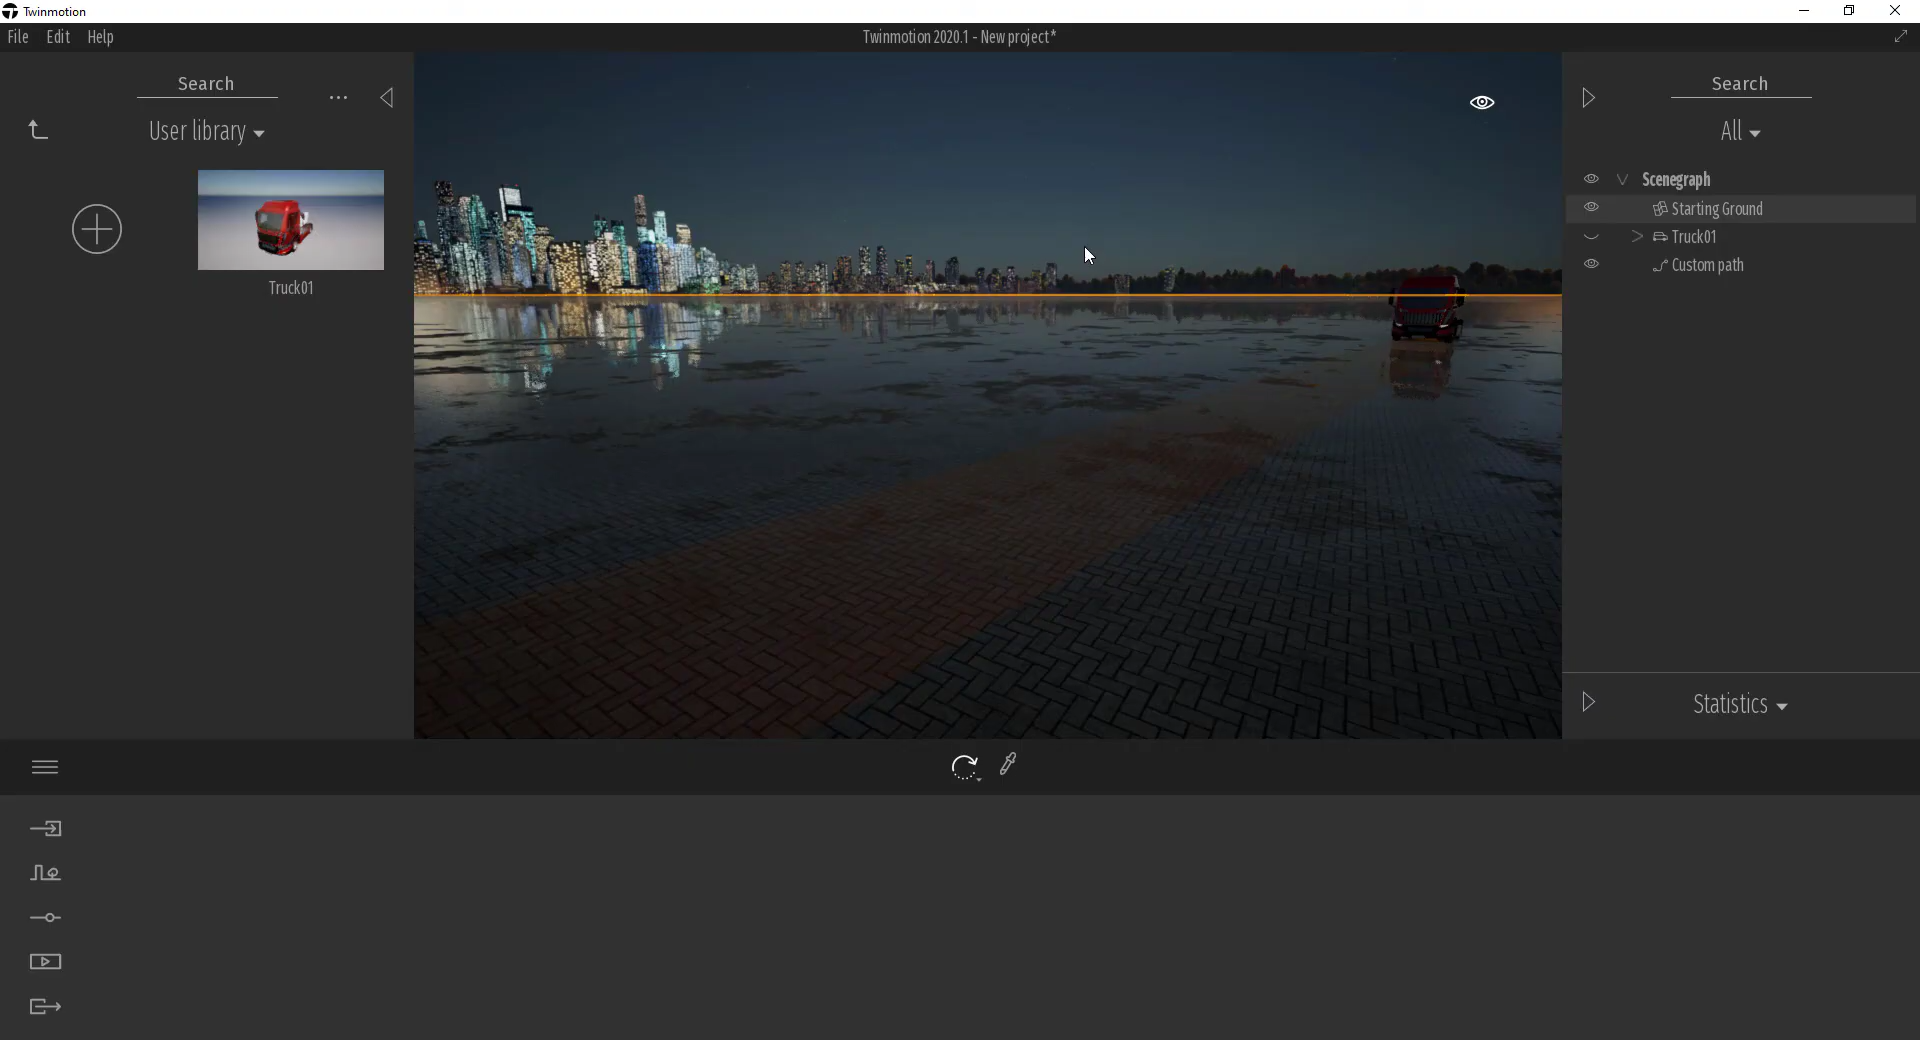 Twinmotion
File Edit Help
Twinmotion 2020.1 - New project*
Search
User library
Truck01
Search
All
Scenegraph
Starting Ground
Truck01
Custom path
Statistics